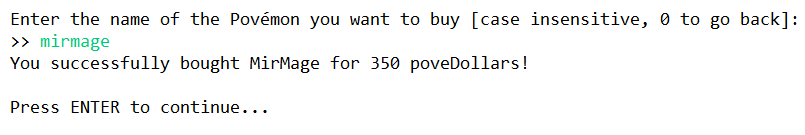 Enter the name of the Povémon you want to buy [case insensitive, 0 to go back]:
>> mirmage
You successfully bought MirMage for 350 poveDollars!
Press ENTER to continue...